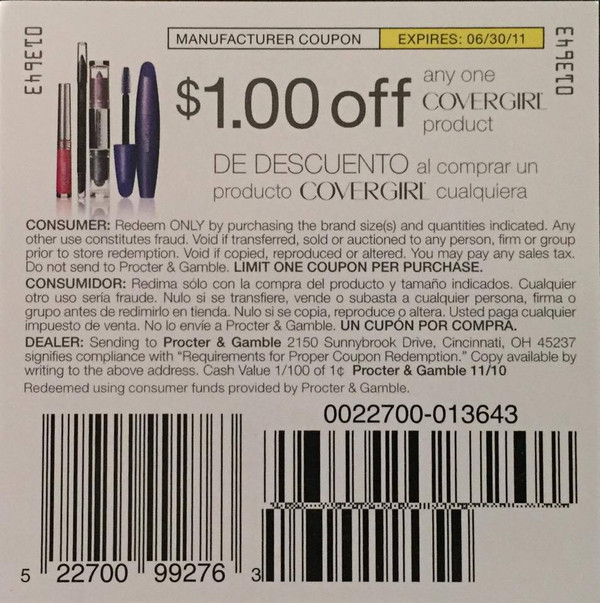 013643
013643
MANUFACTURER COUPON EXPIRES: 06/30/11
$1.00 off any one COVERGIRL product
DE DESCUENTO al comprar un
producto COVERGIRL cualquiera
CONSUMER: Redeem ONLY by purchasing the brand size(s) and quantities indicated. Any
other use constitutes fraud. Void if transferred, sold or auctioned to any person, firm or group
prior to store redemption. Void if copied, reproduced or altered. You may pay any sales tax.
Do not send to Procter & Gamble. LIMIT ONE COUPON PER PURCHASE.
CONSUMIDOR: Redima sólo con la compra del producto y tamaño indicados. Cualquier
otro uso sería fraude. Nulo si se transfiere, vende o subasta a cualquier persona, firma o
grupo antes de redimirlo en tienda. Nulo si se copia, reproduce o altera. Usted paga cualquier
impuesto de venta. No lo envíe a Procter & Gamble. UN CUPÓN POR COMPRA.
DEALER: Sending to Procter & Gamble 2150 Sunnybrook Drive, Cincinnati, OH 45237
signifies compliance with “Requirements for Proper Coupon Redemption.” Copy available by
writing to the above address. Cash Value 1/100 of 1¢ Procter & Gamble 11/10
Redeemed using consumer funds provided by Procter & Gamble.
0022700-013643
5 22700 99276 3